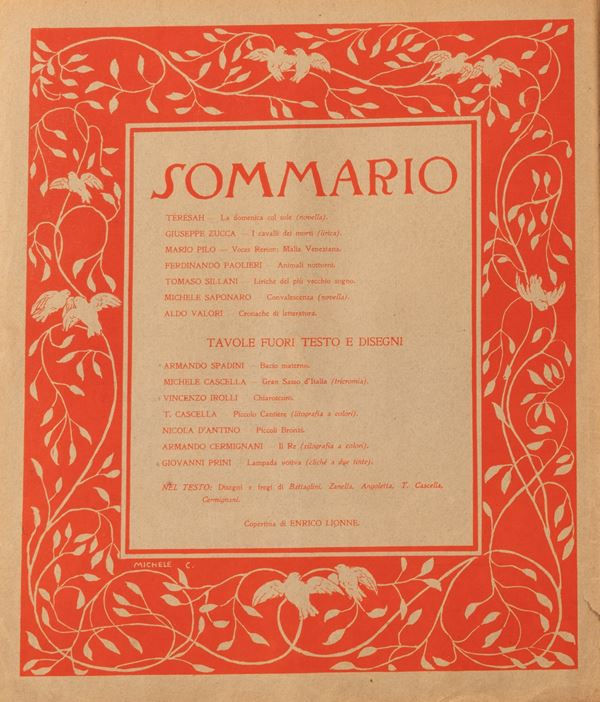 SOMMARIO
TÉRÉSAH — La domenica col sole (novella).
GIUSEPPE ZUCCA — I cavalli dei morti (lirica).
MARIO PILO — Voces Rerum: Malìa Veneziana.
FERDINANDO PAOLIERI — Animali notturni.
TOMASO SILLANI — Liriche del più vecchio sogno.
MICHELE SAPONARO — Convalescenza (novella).
ALDO VALORI — Cronache di letteratura.
TAVOLE FUORI TESTO E DISEGNI
ARMANDO SPADINI — Bacio materno.
MICHELE CASCELLA — Gran Sasso d'Italia (tricromia).
VINCENZO IROLLI — Chiaroscuro.
T. CASCELLA — Piccolo Cantiere (litografia a colori).
NICOLA D'ANTINO — Piccoli Bronzi.
ARMANDO CERMIGNANI — Il Re (xilografia a colori).
GIOVANNI PRINI — Lampada votiva (cliché a due tinte).
NEL TESTO: Disegni e fregi di Battaglini, Zanella, Angoletta, T. Cascella,
Cermignani.
Copertina di ENRICO LIONNE.
MICHELE C.